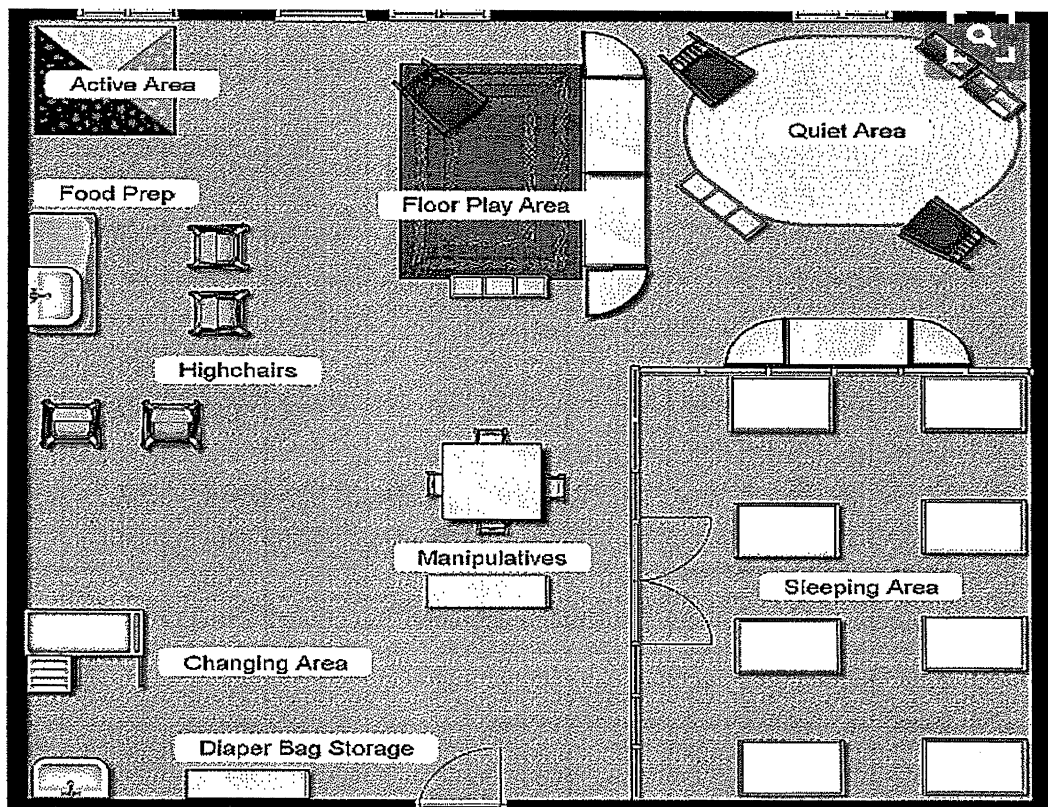 Active Area
Quiet Area
Food Prep
Floor Play Area
Highchairs
Manipulatives
Sleeping Area
Changing Area
Diaper Bag Storage